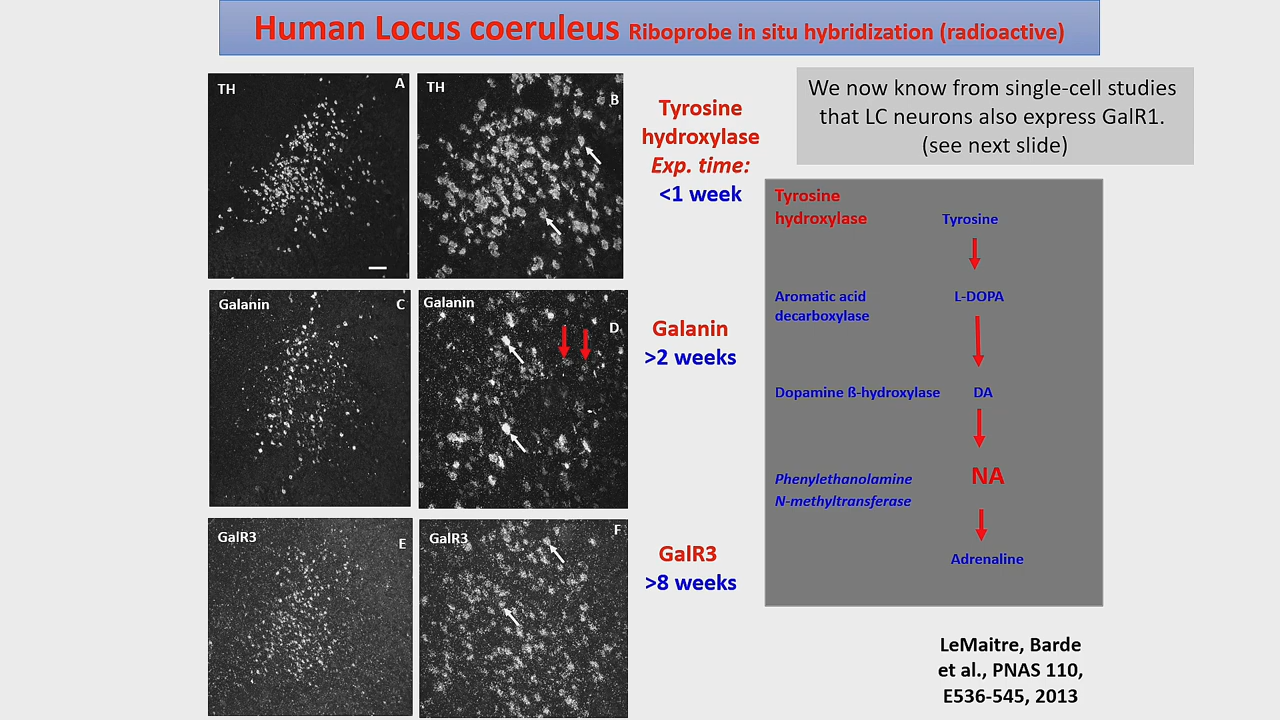 Human Locus coeruleus Riboprobe in situ hybridization (radioactive)
TH
A
TH
B
Tyrosine
hydroxylase
Exp. time:
<1 week
We now know from single-cell studies
that LC neurons also express GalR1.
(see next slide)
Galanin
C
Galanin
D
Galanin
>2 weeks
GalR3
E
GalR3
F
GalR3
>8 weeks
Tyrosine
hydroxylase
Tyrosine
Aromatic acid
decarboxylase
L-DOPA
Dopamine ß-hydroxylase
DA
Phenylethanolamine
N-methyltransferase
NA
Adrenaline
LeMaitre, Barde
et al., PNAS 110,
E536-545, 2013